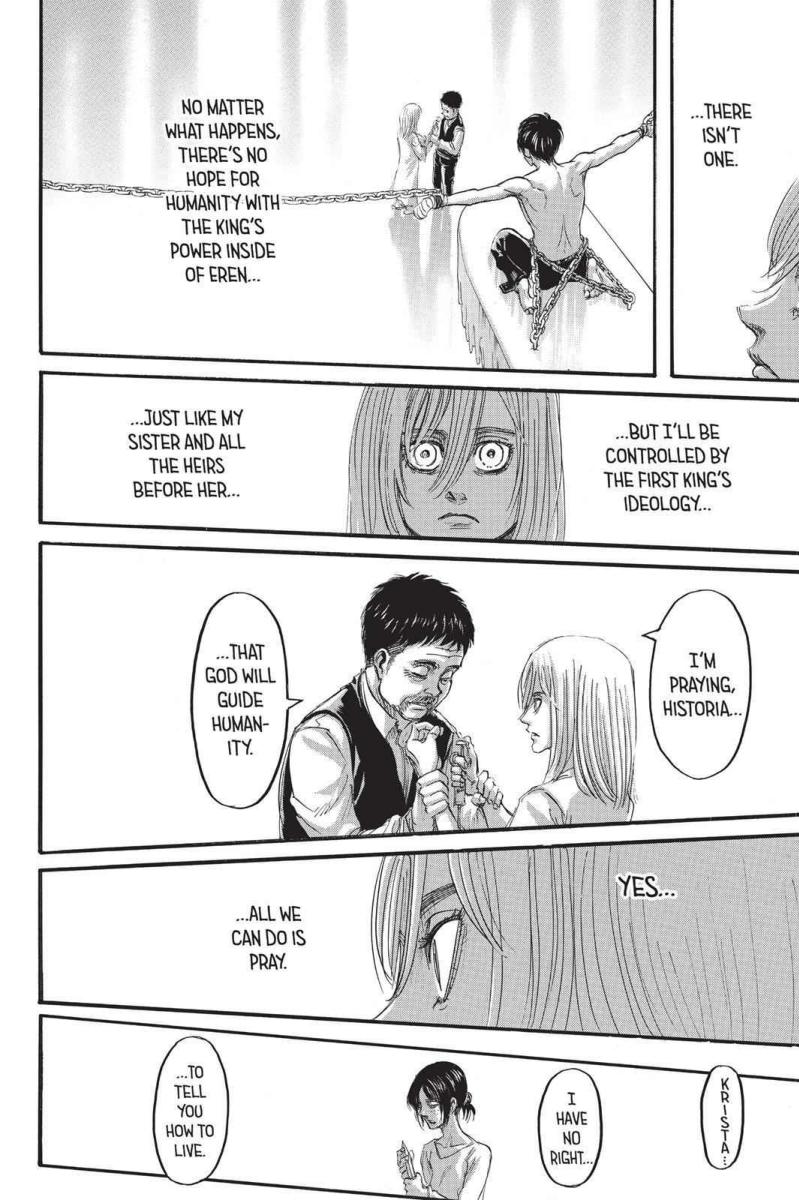 ...THERE
ISN'T
ONE.
NO MATTER
WHAT HAPPENS,
THERE'S NO
HOPE FOR
HUMANITY WITH
THE KING'S
POWER INSIDE
OF EREN...
...BUT I'LL BE
CONTROLLED BY
THE FIRST KING'S
IDEOLOGY...
...JUST LIKE MY
SISTER AND ALL
THE HEIRS
BEFORE HER...
I'M
PRAYING,
HISTORIA...
...THAT
GOD WILL
GUIDE
HUMAN-
ITY.
YES...
...ALL WE
CAN DO IS
PRAY.
KRISTA...
I
HAVE
NO
RIGHT...
...TO
TELL
YOU
HOW TO
LIVE.